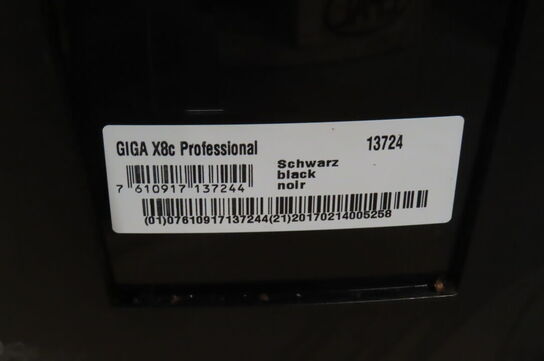 GIGA X8c Professional 13724
Schwarz
black
noir
7 610917 137244
(01)07610917137244(21)20170214005258